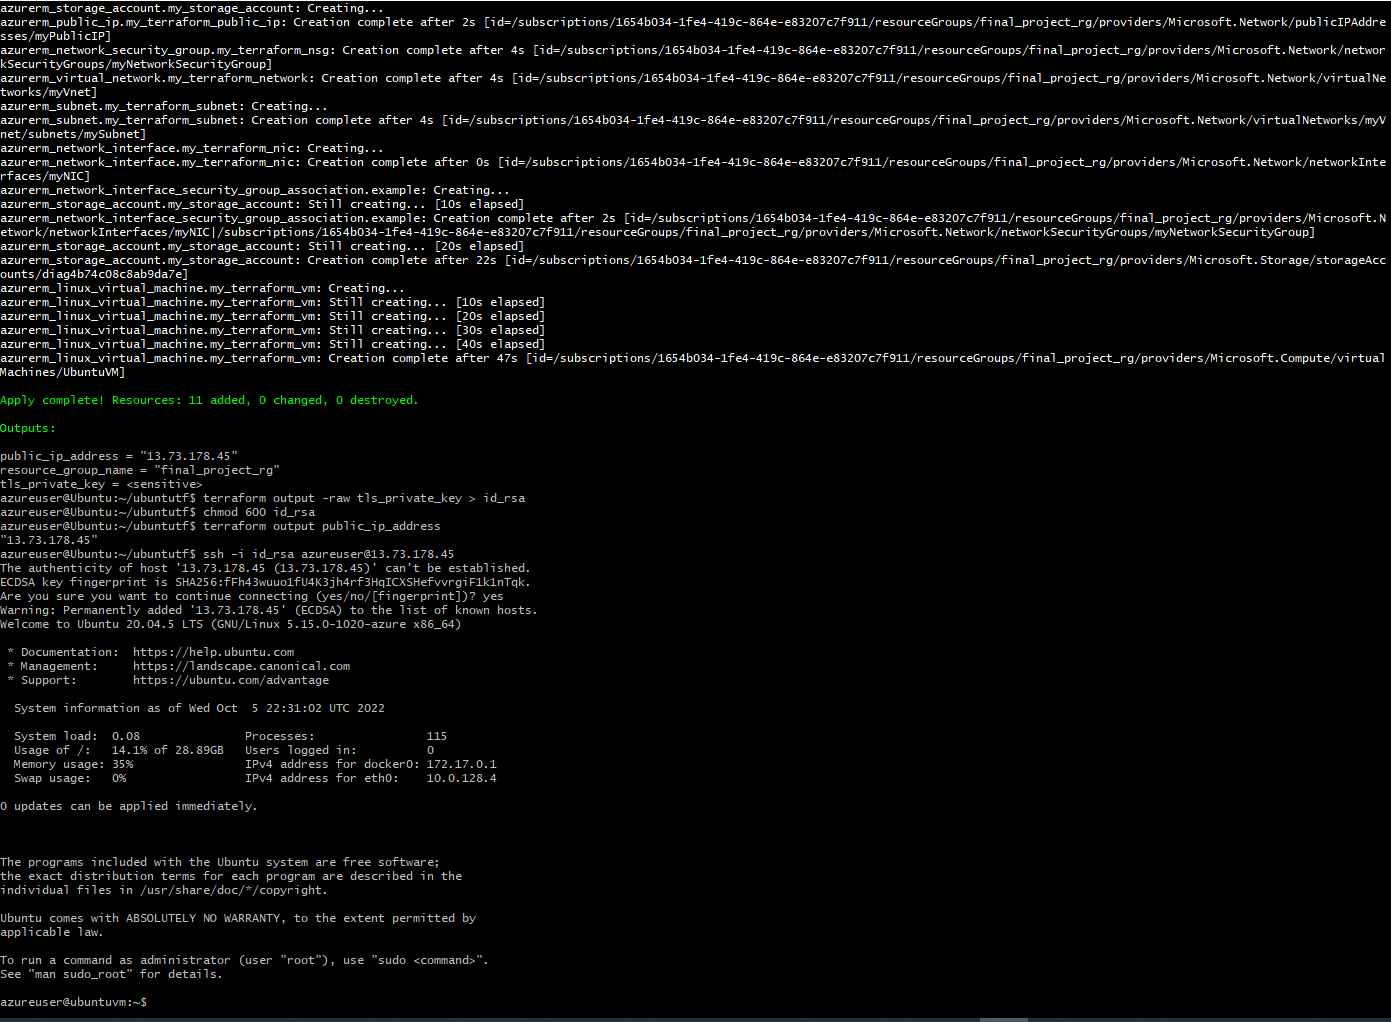 azurerm_storage_account.my_storage_account: Creating...
azurerm_public_ip.my_terraform_public_ip: Creation complete after 2s [id=/subscriptions/1654b034-1fe4-419c-864e-e83207c7f911/resourceGroups/final_project_rg/providers/Microsoft.Network/publicIPAddre
sses/myPublicIP]
azurerm_network_security_group.my_terraform_nsg: Creation complete after 4s [id=/subscriptions/1654b034-1fe4-419c-864e-e83207c7f911/resourceGroups/final_project_rg/providers/Microsoft.Network/networ
kSecurityGroups/myNetworkSecurityGroup]
azurerm_virtual_network.my_terraform_network: Creation complete after 4s [id=/subscriptions/1654b034-1fe4-419c-864e-e83207c7f911/resourceGroups/final_project_rg/providers/Microsoft.Network/virtualNe
tworks/myVnet]
azurerm_subnet.my_terraform_subnet: Creating...
azurerm_subnet.my_terraform_subnet: Creation complete after 4s [id=/subscriptions/1654b034-1fe4-419c-864e-e83207c7f911/resourceGroups/final_project_rg/providers/Microsoft.Network/virtualNetworks/myV
net/subnets/mySubnet]
azurerm_network_interface.my_terraform_nic: Creating...
azurerm_network_interface.my_terraform_nic: Creation complete after 0s [id=/subscriptions/1654b034-1fe4-419c-864e-e83207c7f911/resourceGroups/final_project_rg/providers/Microsoft.Network/networkInte
rfaces/myNIC]
azurerm_network_interface_security_group_association.example: Creating...
azurerm_storage_account.my_storage_account: Still creating... [10s elapsed]
azurerm_network_interface_security_group_association.example: Creation complete after 2s [id=/subscriptions/1654b034-1fe4-419c-864e-e83207c7f911/resourceGroups/final_project_rg/providers/Microsoft.N
etwork/networkInterfaces/myNIC|/subscriptions/1654b034-1fe4-419c-864e-e83207c7f911/resourceGroups/final_project_rg/providers/Microsoft.Network/networkSecurityGroups/myNetworkSecurityGroup]
azurerm_storage_account.my_storage_account: Still creating... [20s elapsed]
azurerm_storage_account.my_storage_account: Creation complete after 22s [id=/subscriptions/1654b034-1fe4-419c-864e-e83207c7f911/resourceGroups/final_project_rg/providers/Microsoft.Storage/storageAcc
ounts/diag4b74c08c8ab9da7e]
azurerm_linux_virtual_machine.my_terraform_vm: Creating...
azurerm_linux_virtual_machine.my_terraform_vm: Still creating... [10s elapsed]
azurerm_linux_virtual_machine.my_terraform_vm: Still creating... [20s elapsed]
azurerm_linux_virtual_machine.my_terraform_vm: Still creating... [30s elapsed]
azurerm_linux_virtual_machine.my_terraform_vm: Still creating... [40s elapsed]
azurerm_linux_virtual_machine.my_terraform_vm: Creation complete after 47s [id=/subscriptions/1654b034-1fe4-419c-864e-e83207c7f911/resourceGroups/final_project_rg/providers/Microsoft.Compute/virtual
Machines/UbuntuVM]
Apply complete! Resources: 11 added, 0 changed, 0 destroyed.
Outputs:
public_ip_address = "13.73.178.45"
resource_group_name = "final_project_rg"
tls_private_key = <sensitive>
azureuser@Ubuntu:~/ubuntutf$ terraform output -raw tls_private_key > id_rsa
azureuser@Ubuntu:~/ubuntutf$ chmod 600 id_rsa
azureuser@Ubuntu:~/ubuntutf$ terraform output public_ip_address
"13.73.178.45"
azureuser@Ubuntu:~/ubuntutf$ ssh -i id_rsa azureuser@13.73.178.45
The authenticity of host '13.73.178.45 (13.73.178.45)' can't be established.
ECDSA key fingerprint is SHA256:fFh43wuuo1fU4K3jh4rf3HqICXSHefvvrgiF1k1nTqk.
Are you sure you want to continue connecting (yes/no/[fingerprint])? yes
Warning: Permanently added '13.73.178.45' (ECDSA) to the list of known hosts.
Welcome to Ubuntu 20.04.5 LTS (GNU/Linux 5.15.0-1020-azure x86_64)
* Documentation:  https://help.ubuntu.com
* Management:     https://landscape.canonical.com
* Support:        https://ubuntu.com/advantage
System information as of Wed Oct  5 22:31:02 UTC 2022
System load:  0.08               Processes:                115
Usage of /:   14.1% of 28.89GB   Users logged in:          0
Memory usage: 35%                IPv4 address for docker0: 172.17.0.1
Swap usage:   0%                 IPv4 address for eth0:    10.0.128.4
0 updates can be applied immediately.
The programs included with the Ubuntu system are free software;
the exact distribution terms for each program are described in the
individual files in /usr/share/doc/*/copyright.
Ubuntu comes with ABSOLUTELY NO WARRANTY, to the extent permitted by
applicable law.
To run a command as administrator (user "root"), use "sudo <command>".
See "man sudo_root" for details.
azureuser@ubuntuvm:~$